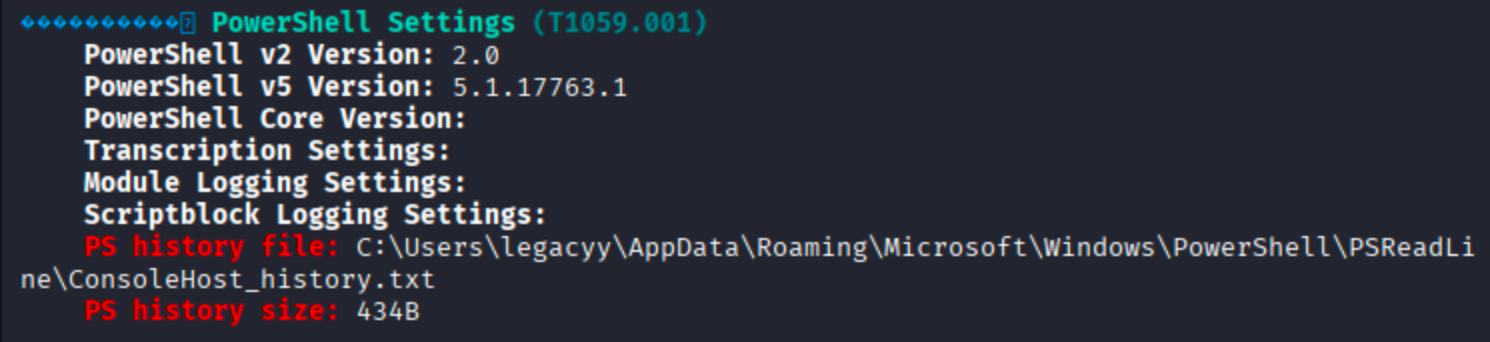 ����������� PowerShell Settings (T1059.001)
PowerShell v2 Version: 2.0
PowerShell v5 Version: 5.1.17763.1
PowerShell Core Version:
Transcription Settings:
Module Logging Settings:
Scriptblock Logging Settings:
PS history file: C:\Users\legacyy\AppData\Roaming\Microsoft\Windows\PowerShell\PSReadLi
ne\ConsoleHost_history.txt
PS history size: 434B